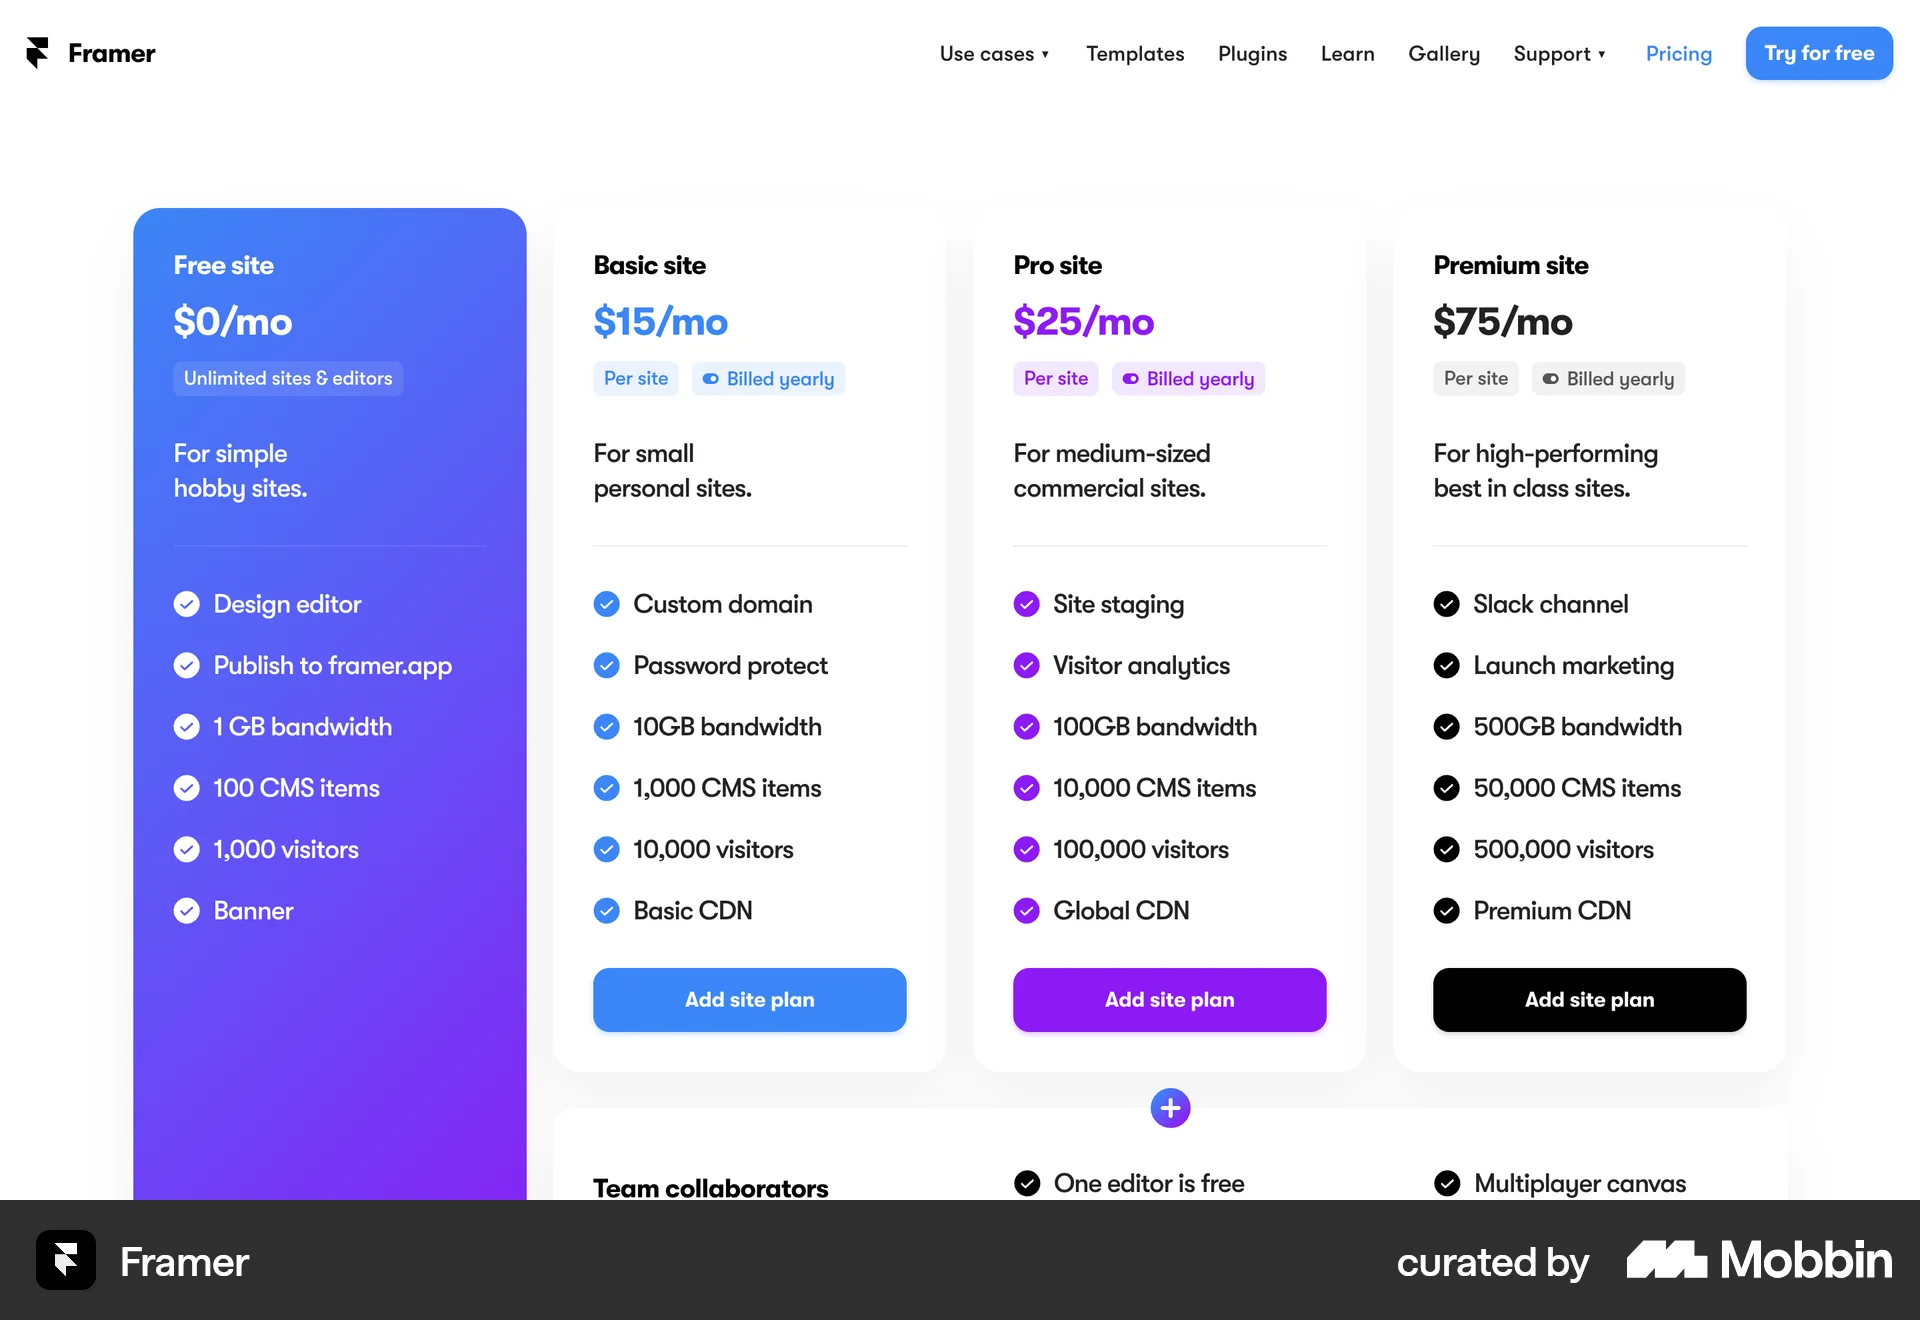 Framer
Use cases ▾
Templates
Plugins
Learn
Gallery
Support ▾
Pricing
Try for free
Free site
$0/mo
Unlimited sites & editors
For simple
hobby sites.
Design editor
Publish to framer.app
1 GB bandwidth
100 CMS items
1,000 visitors
Banner
Basic site
$15/mo
Per site
Billed yearly
For small
personal sites.
Custom domain
Password protect
10GB bandwidth
1,000 CMS items
10,000 visitors
Basic CDN
Add site plan
Pro site
$25/mo
Per site
Billed yearly
For medium-sized
commercial sites.
Site staging
Visitor analytics
100GB bandwidth
10,000 CMS items
100,000 visitors
Global CDN
Add site plan
Premium site
$75/mo
Per site
Billed yearly
For high-performing
best in class sites.
Slack channel
Launch marketing
500GB bandwidth
50,000 CMS items
500,000 visitors
Premium CDN
Add site plan
Team collaborators
One editor is free
Multiplayer canvas
Framer
curated by
Mobbin